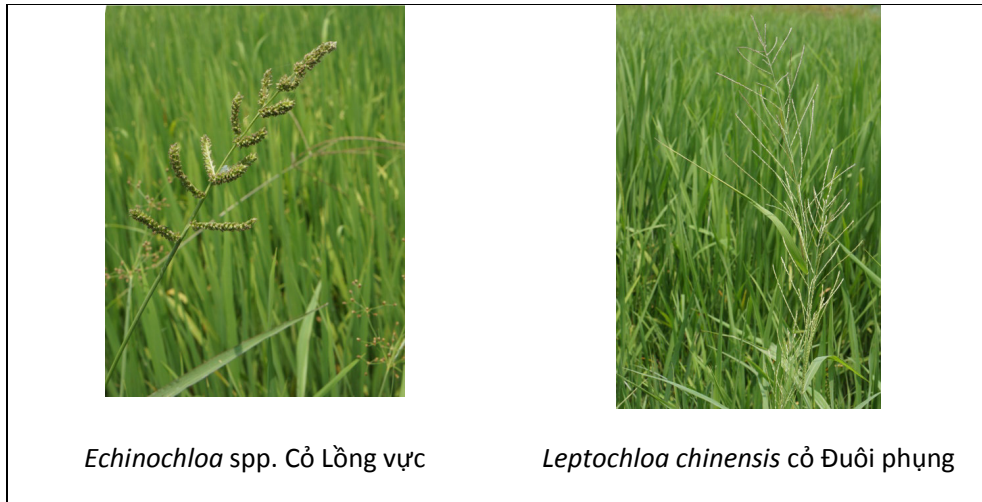 Echinochloa spp. Cỏ Lồng vực
Leptochloa chinensis cỏ Đuôi phụng